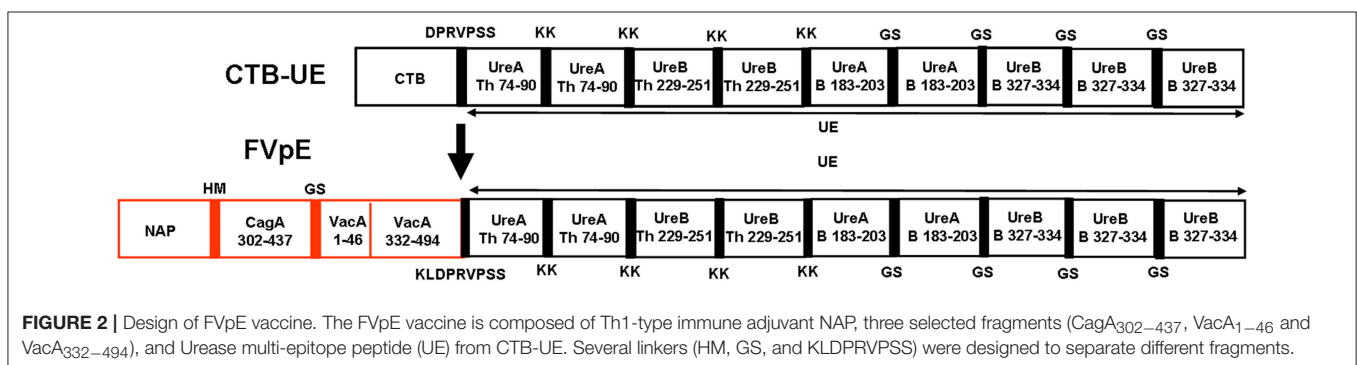 DPRVPSS KK KK KK KK GS GS GS GS
CTB-UE
CTB
UreA
Th 74-90
UreA
Th 74-90
UreB
Th 229-251
UreB
Th 229-251
UreA
B 183-203
UreA
B 183-203
UreB
B 327-334
UreB
B 327-334
UreB
B 327-334
UE
FVpE
UE
HM GS
NAP
CagA
302-437
VacA
1-46
VacA
332-494
UreA
Th 74-90
UreA
Th 74-90
UreB
Th 229-251
UreB
Th 229-251
UreA
B 183-203
UreA
B 183-203
UreB
B 327-334
UreB
B 327-334
UreB
B 327-334
KLDPRVPSS KK KK KK KK GS GS GS GS
FIGURE 2 | Design of FVpE vaccine. The FVpE vaccine is composed of Th1-type immune adjuvant NAP, three selected fragments (CagA302–437, VacA1–46 and
VacA332–494), and Urease multi-epitope peptide (UE) from CTB-UE. Several linkers (HM, GS, and KLDPRVPSS) were designed to separate different fragments.